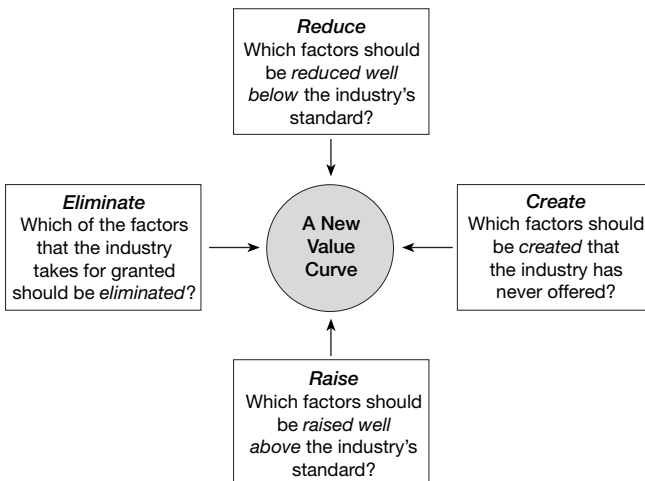 Reduce
Which factors should
be reduced well
below the industry's
standard?
Eliminate
Which of the factors
that the industry
takes for granted
should be eliminated?
A New
Value
Curve
Create
Which factors should
be created that
the industry has
never offered?
Raise
Which factors should
be raised well
above the industry's
standard?